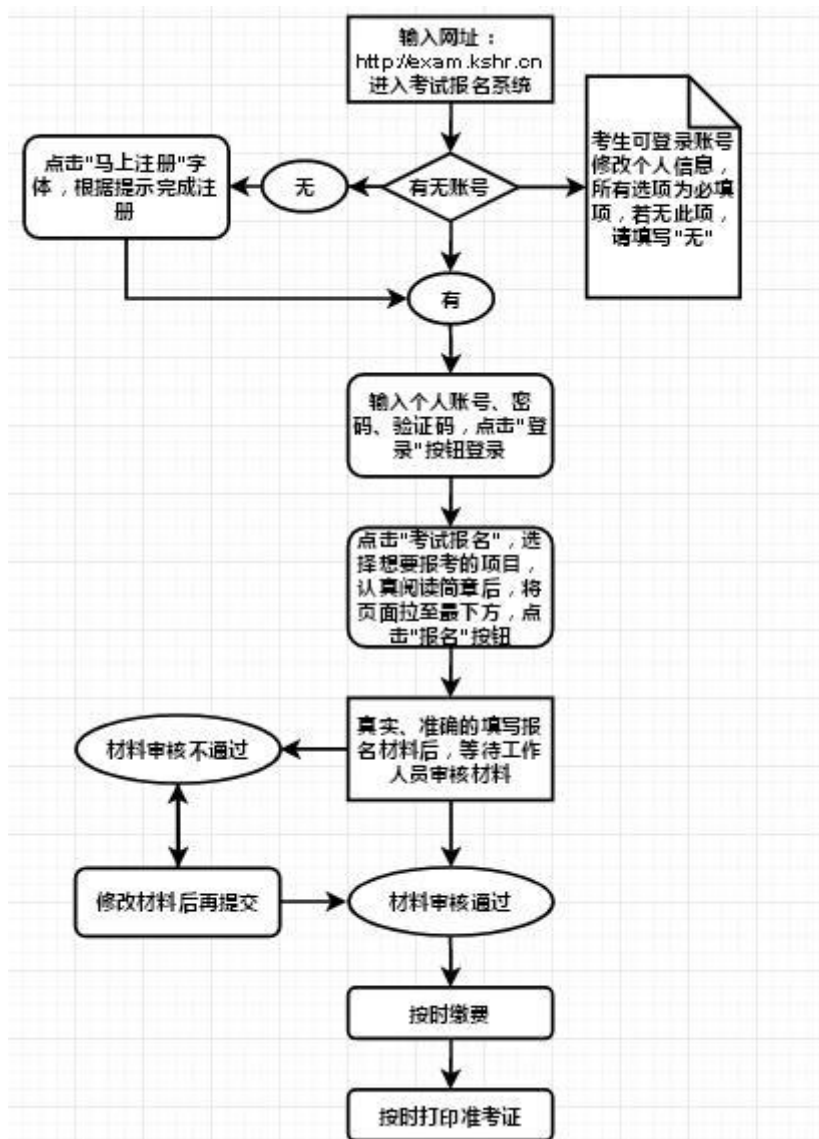 输入网址：
http://exam.kshr.cn
进入考试报名系统
考生可登录账号
修改个人信息，
所有选项为必填
项，若无此项，
请填写"无"
点击"马上注册"字
体，根据提示完成注
册
无
有无账号
有
输入个人账号、密
码、验证码，点击"登
录"按钮登录
点击"考试报名"，选
择想要报考的项目，
认真阅读简章后，将
页面拉至最下方，点
击"报名"按钮
真实、准确的填写报
名材料后，等待工作
人员审核材料
材料审核不通过
修改材料后再提交
材料审核通过
按时缴费
按时打印准考证